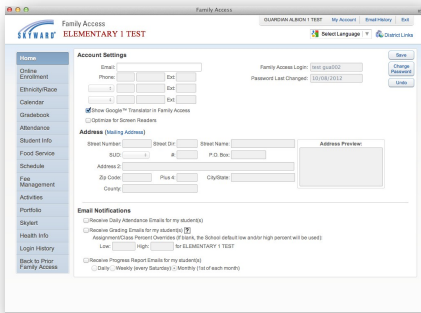 Family Access
Family Access
GUARDIAN ALBION 1 TEST My Account Email History Exit
SKYWARD® ELEMENTARY 1 TEST
Select Language ▼ District Links
Home
Online Enrollment
Ethnicity/Race
Calendar
Gradebook
Attendance
Student Info
Food Service
Schedule
Fee Management
Activities
Portfolio
Skylert
Health Info
Login History
Back to Prior Family Access
Account Settings
Save
Email:
Family Access Login: test.gua002
Change Password
Phone: Ext:
Password Last Changed: 10/08/2012
Undo
Ext:
Ext:
Show Google™ Translator in Family Access
Optimize for Screen Readers
Address (Mailing Address)
Street Number: Street Dir: Street Name: Address Preview:
SUD: #: P.O. Box:
Address 2:
Zip Code: Plus 4: City/State:
County:
Email Notifications
Receive Daily Attendance Emails for my student(s)
Receive Grading Emails for my student(s) ?
Assignment/Class Percent Overrides (If blank, the School default low and/or high percent will be used):
Low: High: for ELEMENTARY 1 TEST
Receive Progress Report Emails for my student(s)
Daily Weekly (every Saturday) Monthly (1st of each month)